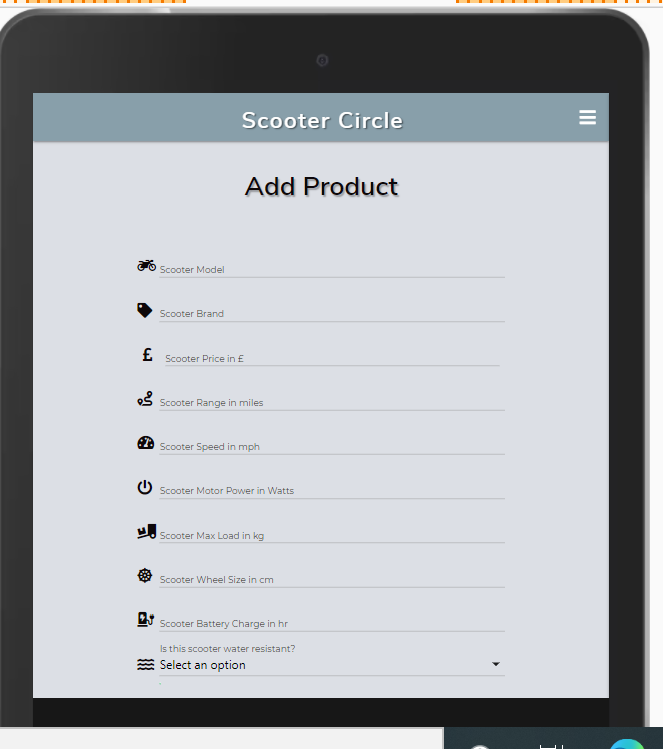 Scooter Circle
Add Product
Scooter Model
Scooter Brand
£ Scooter Price in £
Scooter Range in miles
Scooter Speed in mph
Scooter Motor Power in Watts
Scooter Max Load in kg
Scooter Wheel Size in cm
Scooter Battery Charge in hr
Is this scooter water resistant?
Select an option